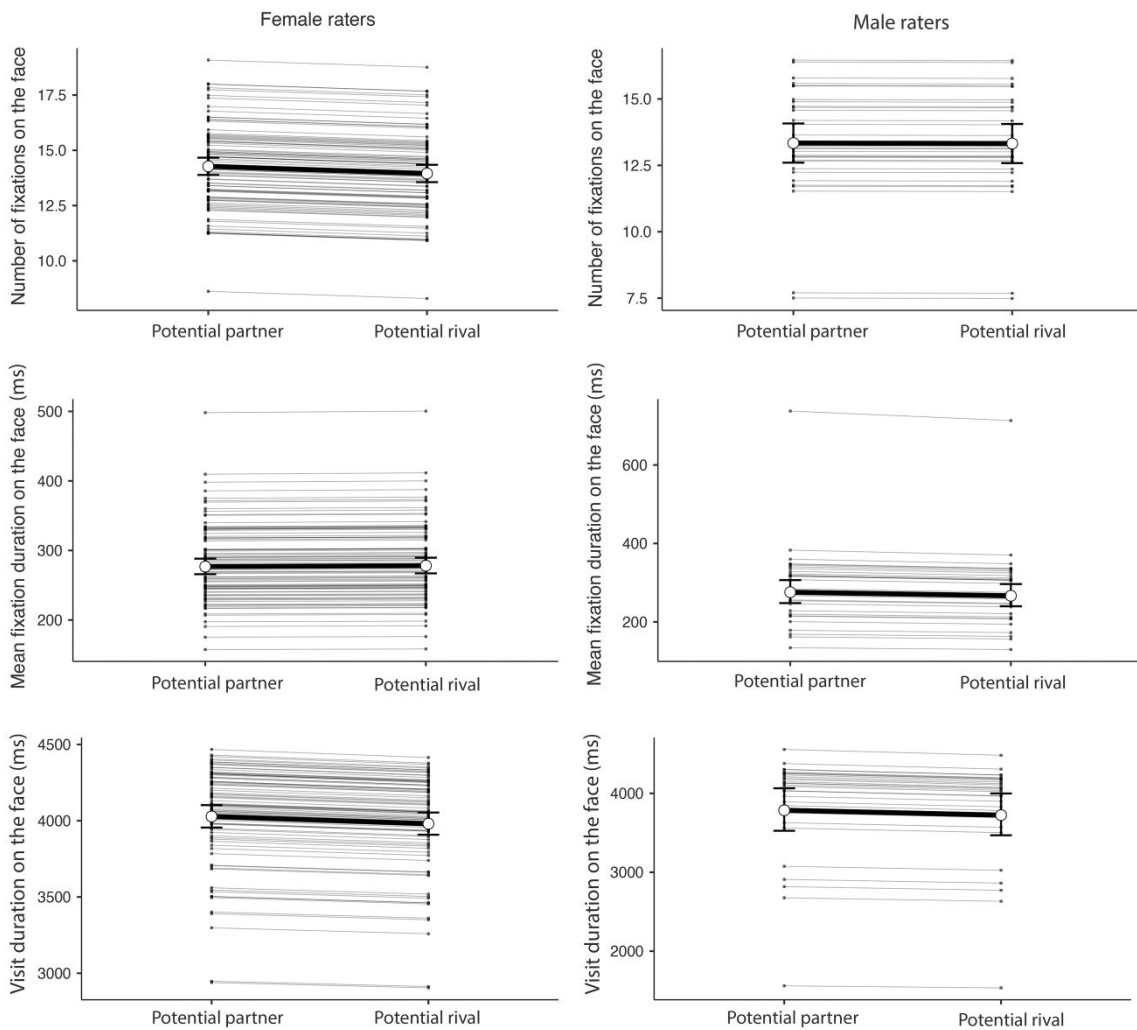 Female raters
Number of fixations on the face
17.5
15.0
12.5
10.0
Potential partner
Potential rival
Male raters
Number of fixations on the face
15.0
12.5
10.0
7.5
Potential partner
Potential rival
Mean fixation duration on the face (ms)
500
400
300
200
Potential partner
Potential rival
Mean fixation duration on the face (ms)
600
400
200
Potential partner
Potential rival
Visit duration on the face (ms)
4500
4000
3500
3000
Potential partner
Potential rival
Visit duration on the face (ms)
4000
3000
2000
Potential partner
Potential rival